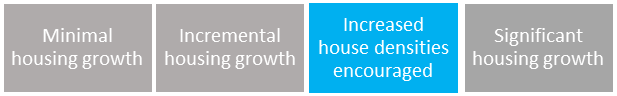 Minimal
housing growth
Incremental
housing growth
Increased
house densities
encouraged
Significant
housing growth